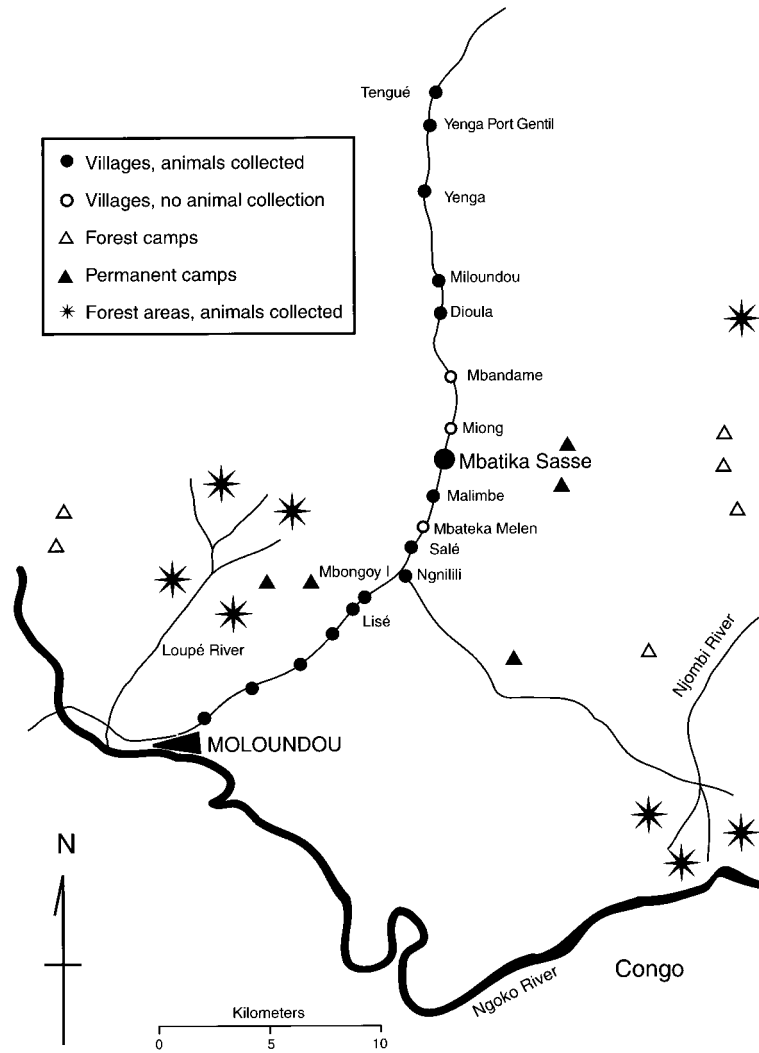 Tengué
Yenga Port Gentil
Villages, animals collected
Villages, no animal collection
Forest camps
Permanent camps
Forest areas, animals collected
Yenga
Miloundou
Dioula
Mbandame
Miong
Mbatika Sasse
Malimbe
Mbateka Melen
Salé
Mbongoy I
Ngnilili
Lisé
Loupé River
Njombi River
MOLOUNDOU
N
Congo
Ngoko River
Kilometers
0 5 10